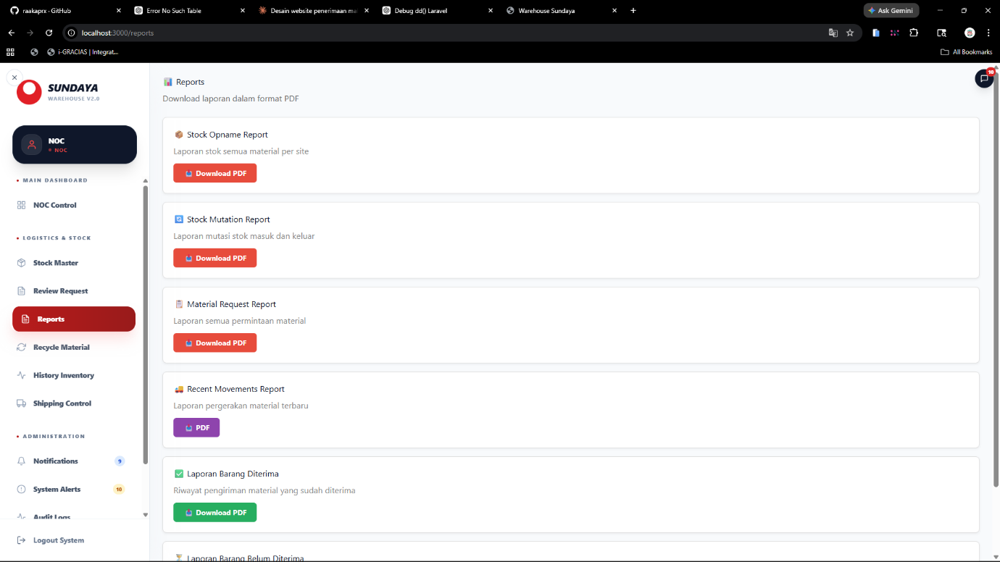 raakaprx · GitHub
Error No Such Table
Desain website penerimaan ma
Debug dd() Laravel
Warehouse Sundaya
Ask Gemini
localhost:3000/reports
i-GRACIAS | Integrat...
All Bookmarks
SUNDAYA
WAREHOUSE V2.0
NOC
NOC
MAIN DASHBOARD
NOC Control
LOGISTICS & STOCK
Stock Master
Review Request
Reports
Recycle Material
History Inventory
Shipping Control
ADMINISTRATION
Notifications 9
System Alerts 10
Audit Logs
Logout System
10
Reports
Download laporan dalam format PDF
Stock Opname Report
Laporan stok semua material per site
Download PDF
Stock Mutation Report
Laporan mutasi stok masuk dan keluar
Download PDF
Material Request Report
Laporan semua permintaan material
Download PDF
Recent Movements Report
Laporan pergerakan material terbaru
PDF
Laporan Barang Diterima
Riwayat pengiriman material yang sudah diterima
Download PDF
Laporan Barang Belum Diterima